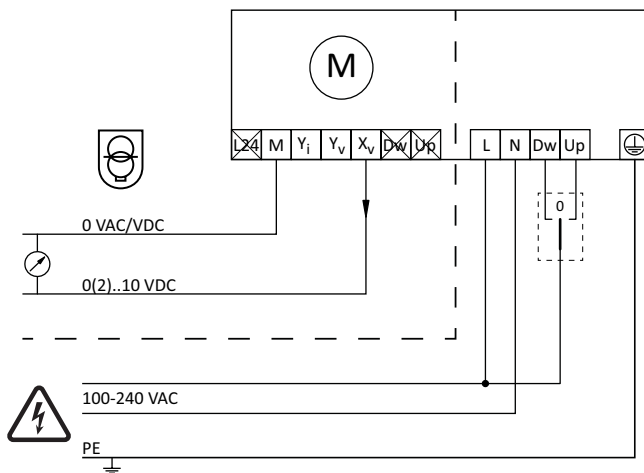 M
L24 M Yi Yv Xv Dw Up L N Dw Up
0
0 VAC/VDC
0(2)..10 VDC
100-240 VAC
PE